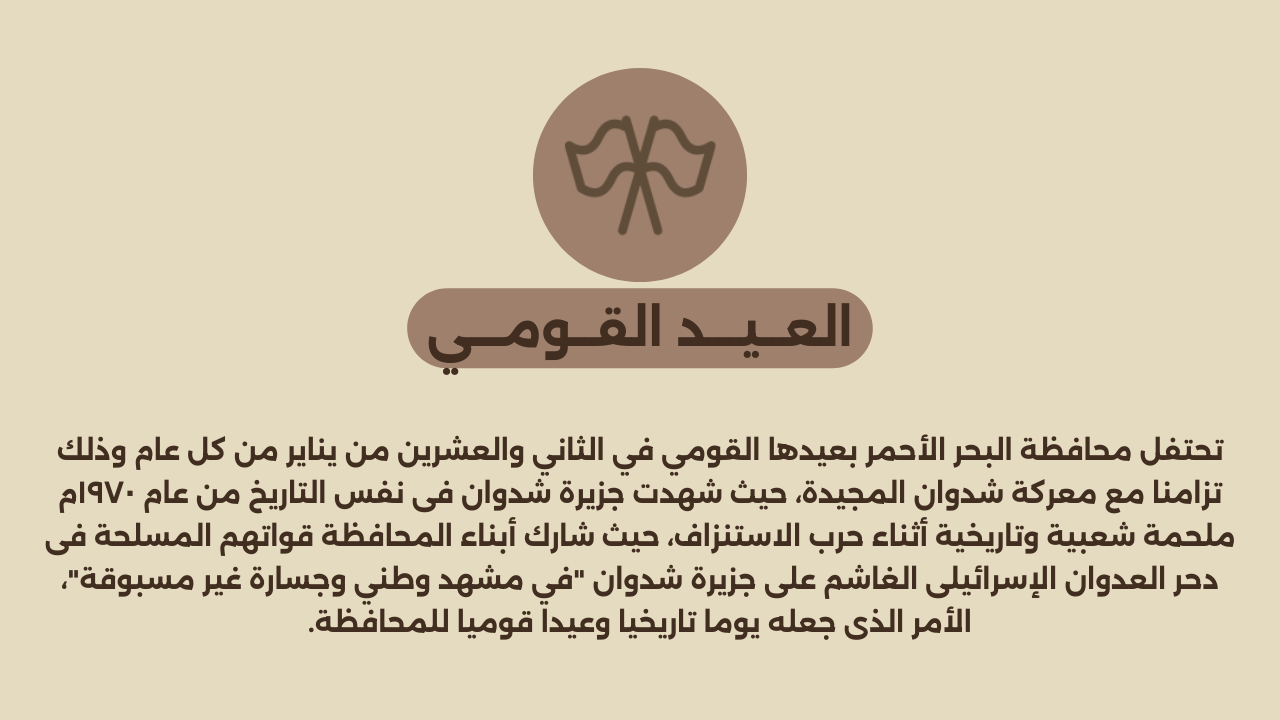 العيد القومي
تحتفل محافظة البحر الأحمر بعيدها القومي في الثاني والعشرين من يناير من كل عام وذلك
تزامنا مع معركة شدوان المجيدة، حيث شهدت جزيرة شدوان فى نفس التاريخ من عام ١٩٧٠م
ملحمة شعبية وتاريخية أثناء حرب الاستنزاف، حيث شارك أبناء المحافظة قواتهم المسلحة فى
دحر العدوان الإسرائيلى الغاشم على جزيرة شدوان "في مشهد وطني وجسارة غير مسبوقة"،
الأمر الذى جعله يوما تاريخيا وعيدا قوميا للمحافظة.